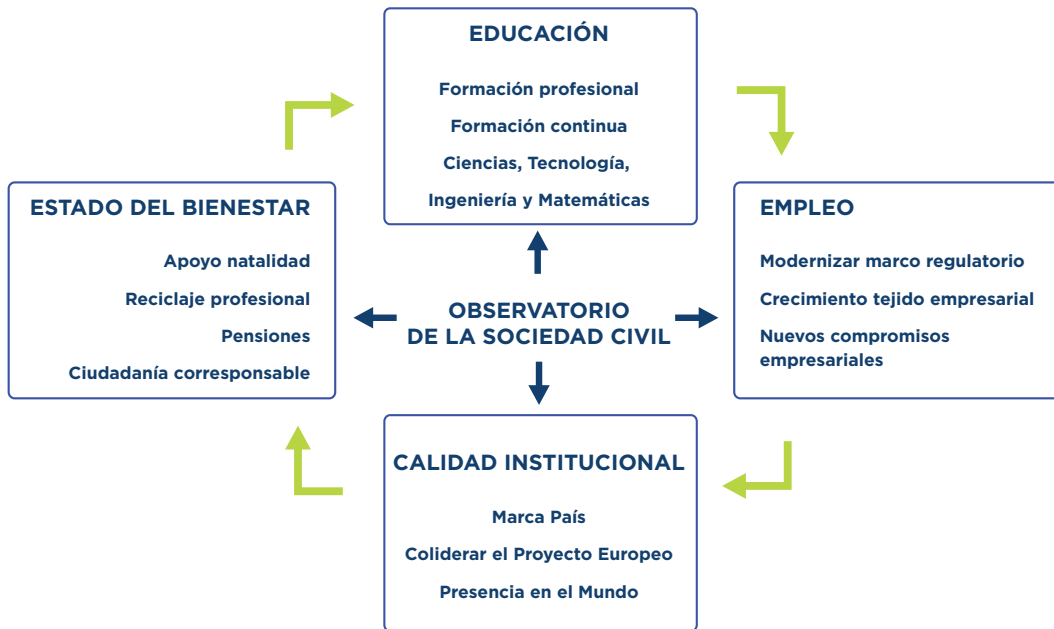 EDUCACIÓN
Formación profesional
Formación continua
Ciencias, Tecnología,
Ingeniería y Matemáticas
ESTADO DEL BIENESTAR
Apoyo natalidad
Reciclaje profesional
Pensiones
Ciudadanía corresponsable
OBSERVATORIO
DE LA SOCIEDAD CIVIL
EMPLEO
Modernizar marco regulatorio
Crecimiento tejido empresarial
Nuevos compromisos
empresariales
CALIDAD INSTITUCIONAL
Marca País
Coliderar el Proyecto Europeo
Presencia en el Mundo